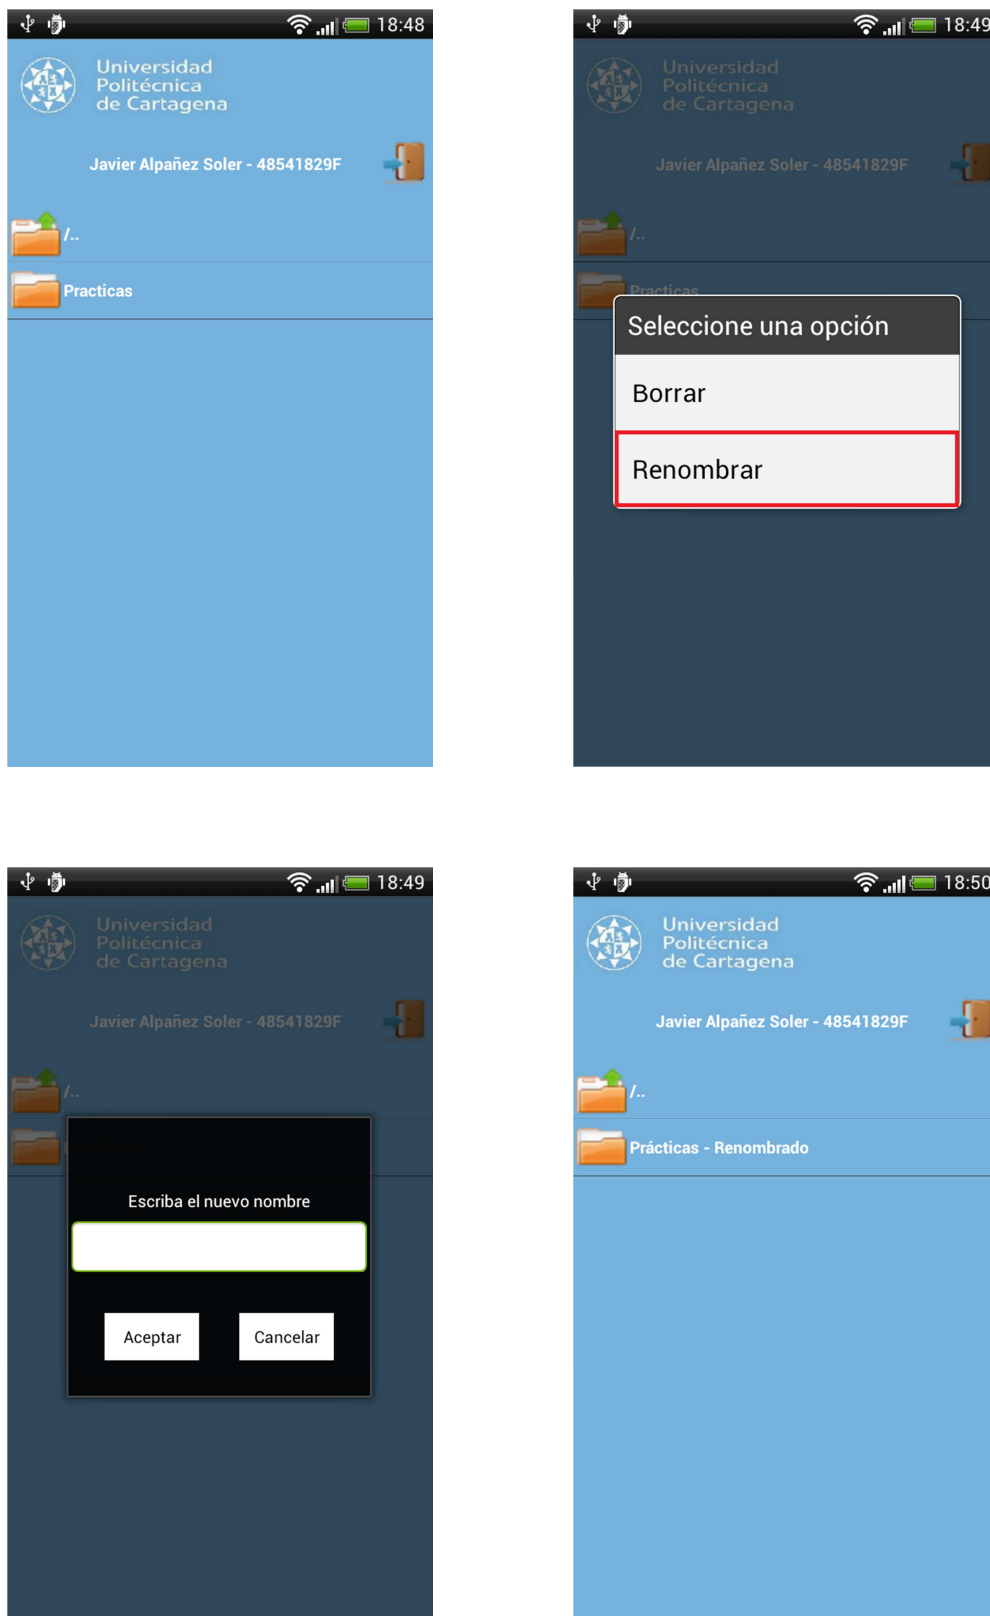 18:48
Universidad
Politécnica
de Cartagena
Javier Alpañez Soler - 48541829F
/..
Practicas
18:49
Universidad
Politécnica
de Cartagena
Javier Alpañez Soler - 48541829F
/..
Practicas
Seleccione una opción
Borrar
Renombrar
18:49
Universidad
Politécnica
de Cartagena
Javier Alpañez Soler - 48541829F
/..
Escriba el nuevo nombre
Aceptar
Cancelar
18:50
Universidad
Politécnica
de Cartagena
Javier Alpañez Soler - 48541829F
/..
Prácticas - Renombrado